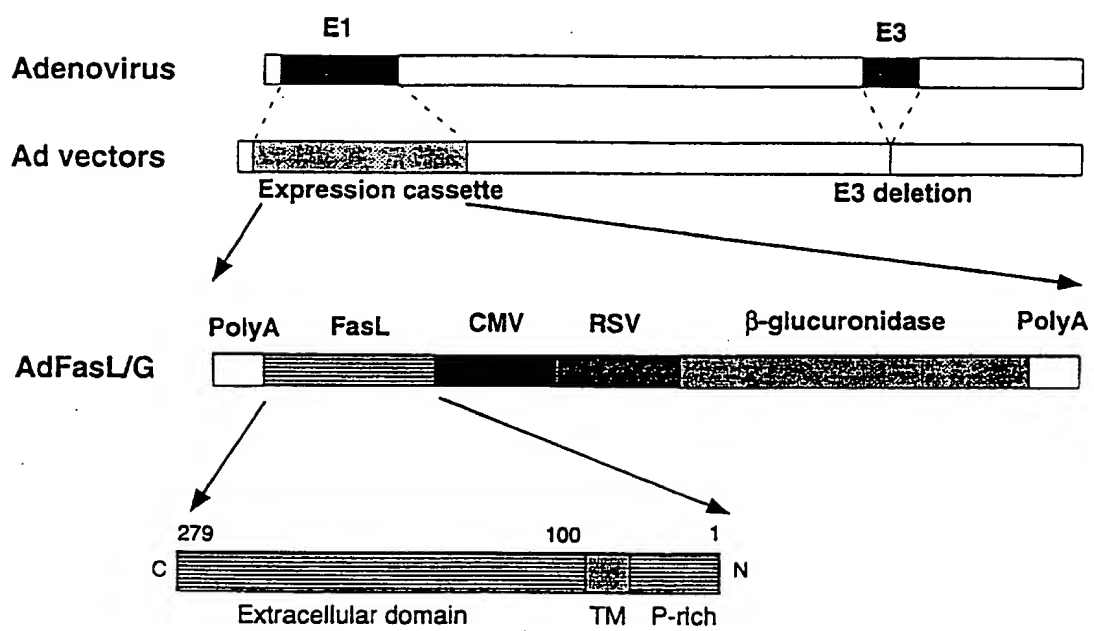 E1 E3
Adenovirus
Ad vectors
Expression cassette E3 deletion
PolyA FasL CMV RSV β-glucuronidase PolyA
AdFasL/G
279 100 1
C N
Extracellular domain TM P-rich